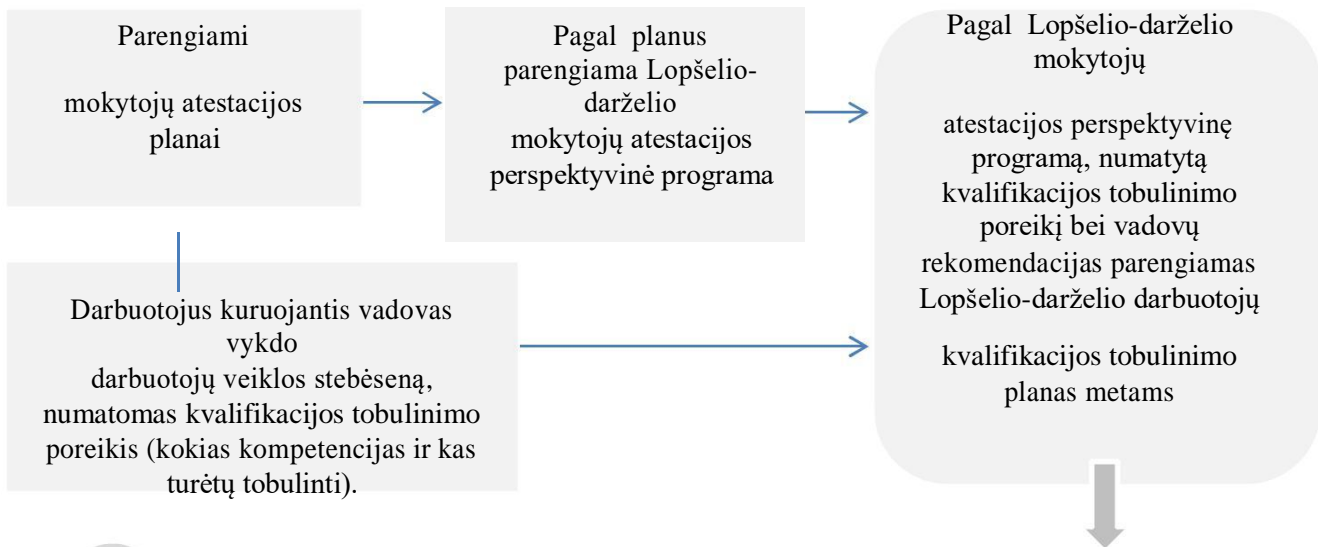 Parengiami
mokytojų atestacijos
planai
Pagal planus
parengiama Lopšelio-
darželio
mokytojų atestacijos
perspektyvinė programa
Pagal Lopšelio-darželio
mokytojų
atestacijos perspektyvinę
programą, numatytą
kvalifikacijos tobulinimo
poreikį bei vadovų
rekomendacijas parengiamas
Lopšelio-darželio darbuotojų
kvalifikacijos tobulinimo
planas metams
Darbuotojus kuruojantis vadovas
vykdo
darbuotojų veiklos stebėseną,
numatomas kvalifikacijos tobulinimo
poreikis (kokias kompetencijas ir kas
turėtų tobulinti).